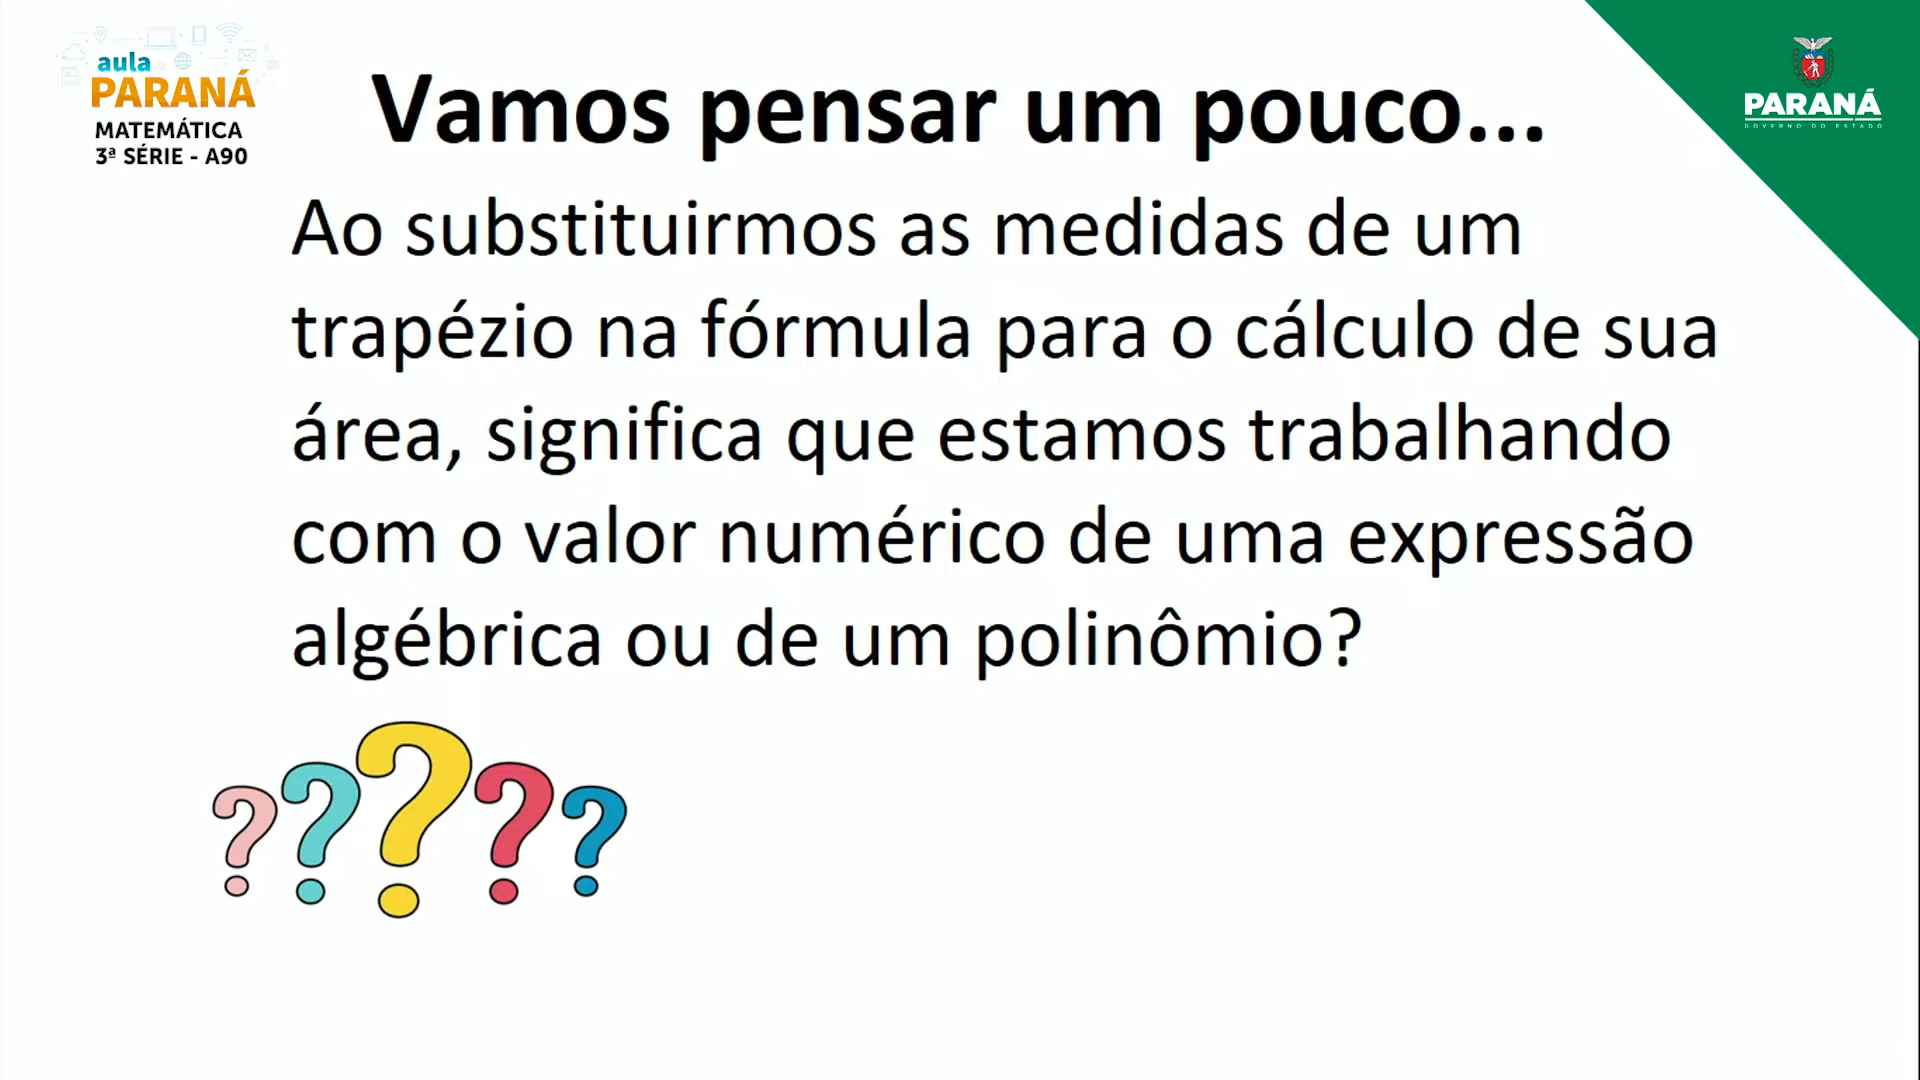 aula
PARANÁ
MATEMÁTICA
3ª SÉRIE - A90
PARANÁ
GOVERNO DO ESTADO
Vamos pensar um pouco...
Ao substituirmos as medidas de um
trapézio na fórmula para o cálculo de sua
área, significa que estamos trabalhando
com o valor numérico de uma expressão
algébrica ou de um polinômio?
?????